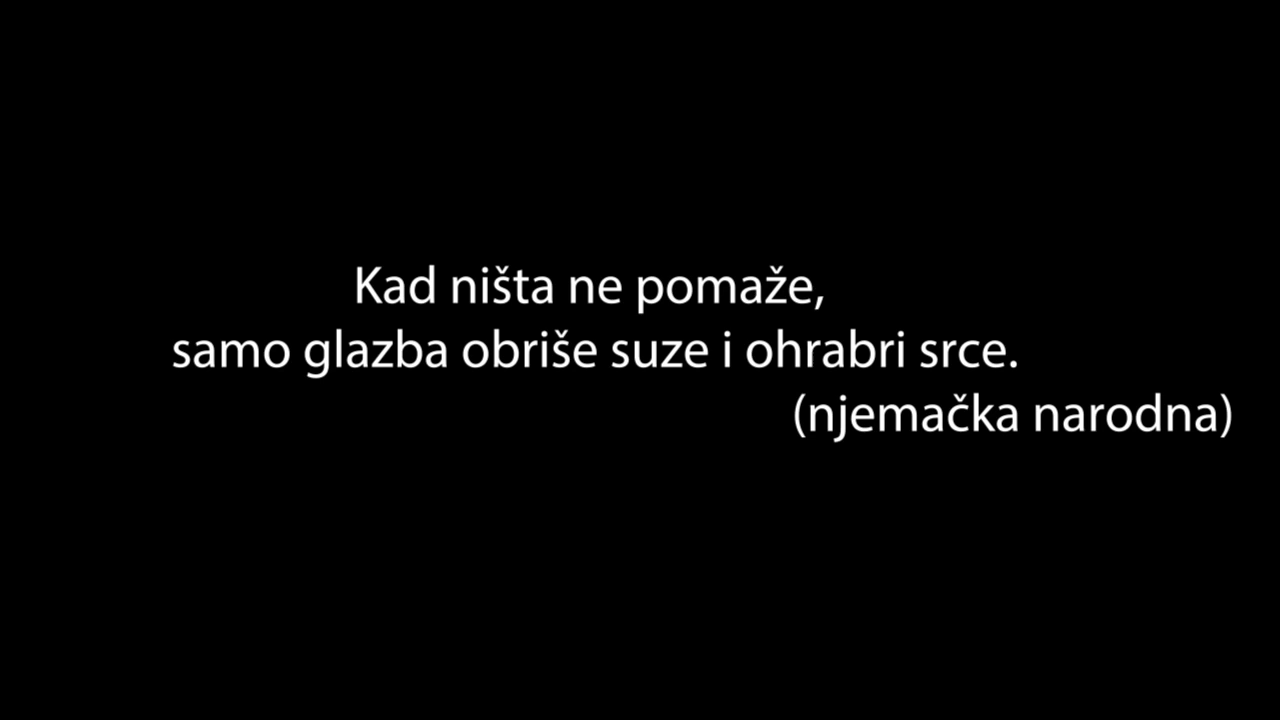 Kad ništa ne pomaže,
samo glazba obriše suze i ohrabri srce.
(njemačka narodna)